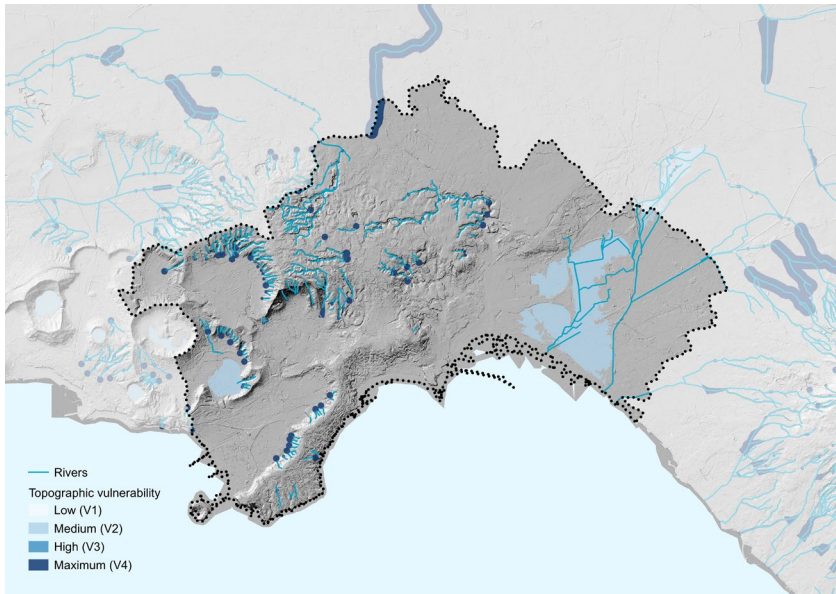 Rivers
Topographic vulnerability
Low (V1)
Medium (V2)
High (V3)
Maximum (V4)